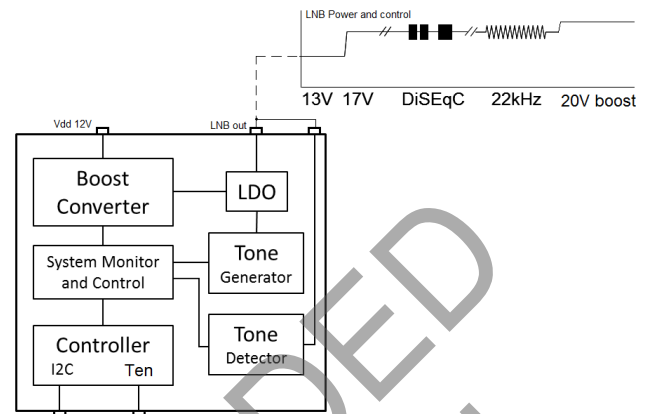 LNB Power and control
13V 17V DiSEqC 22kHz 20V boost
Vdd 12V
LNB out
Boost
Converter
LDO
System Monitor
and Control
Tone
Generator
Controller
I2C Ten
Tone
Detector
DED